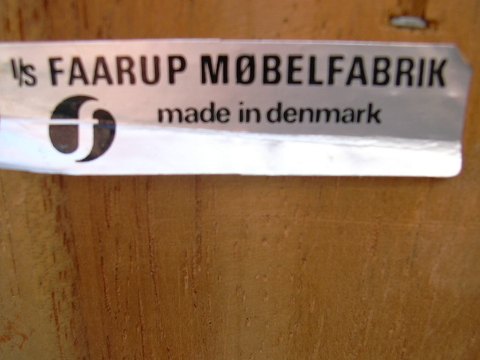 I/S FAARUP MØBELFABRIK
f made in denmark